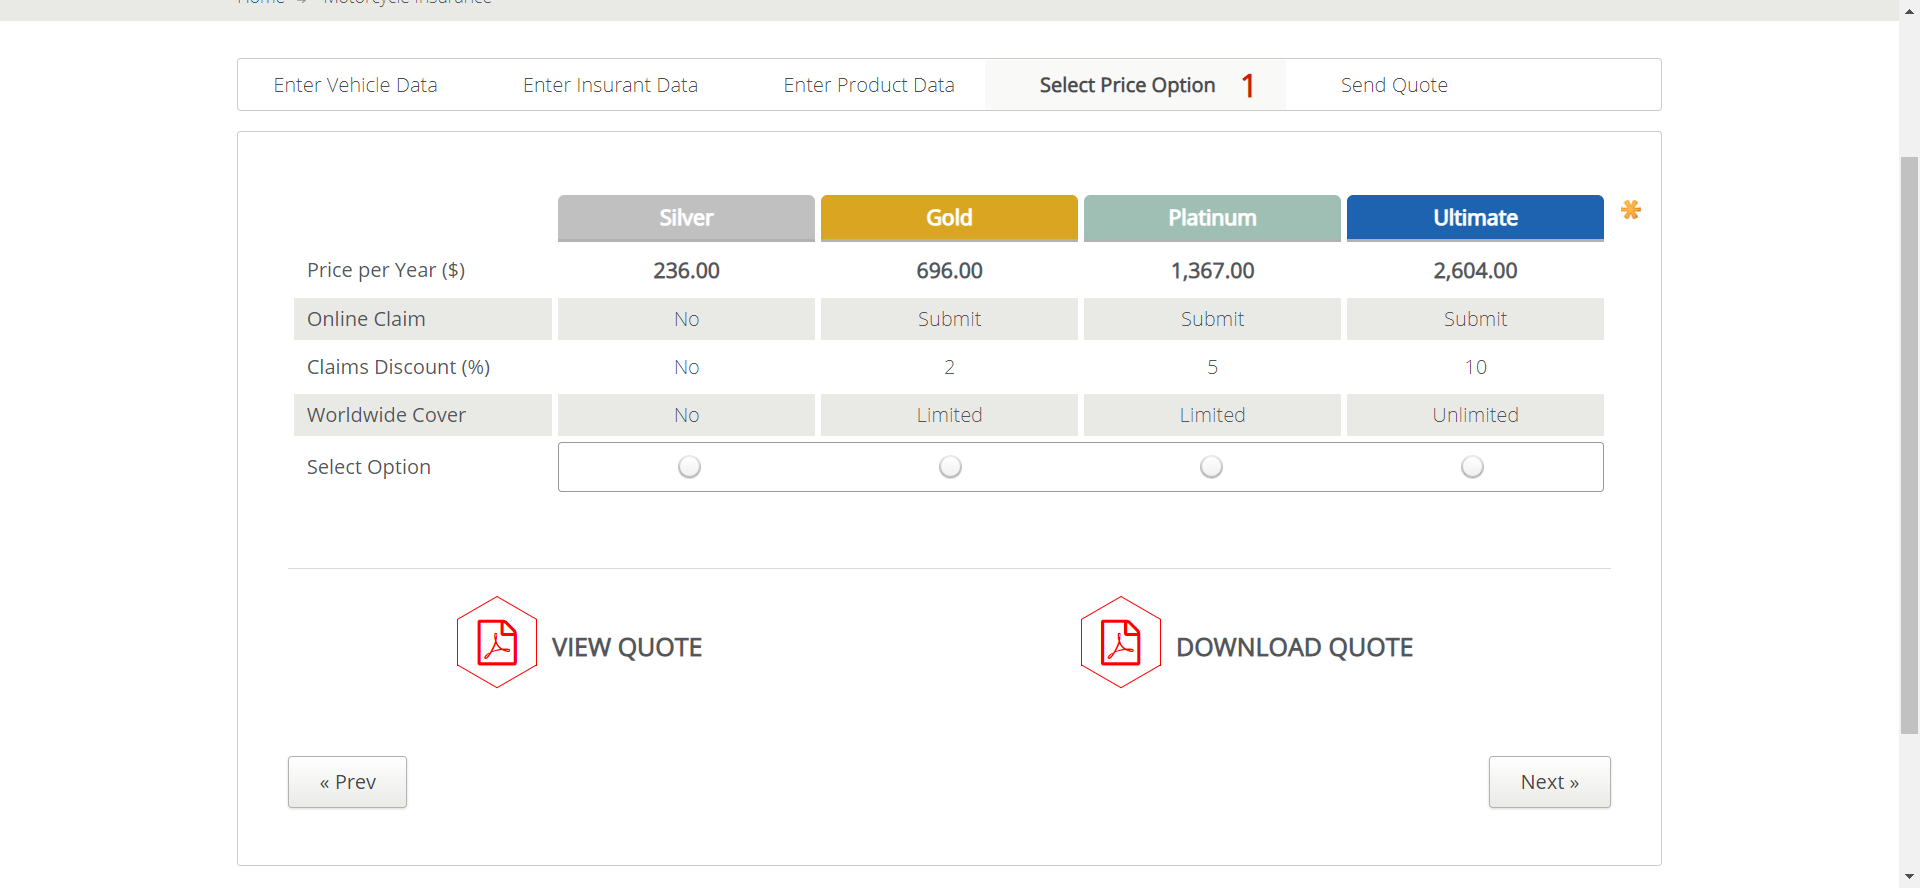 Home → Motorcycle Insurance
Enter Vehicle Data Enter Insurant Data Enter Product Data Select Price Option 1 Send Quote
Silver Gold Platinum Ultimate
Price per Year ($) 236.00 696.00 1,367.00 2,604.00
Online Claim No Submit Submit Submit
Claims Discount (%) No 2 5 10
Worldwide Cover No Limited Limited Unlimited
Select Option
VIEW QUOTE DOWNLOAD QUOTE
« Prev Next »